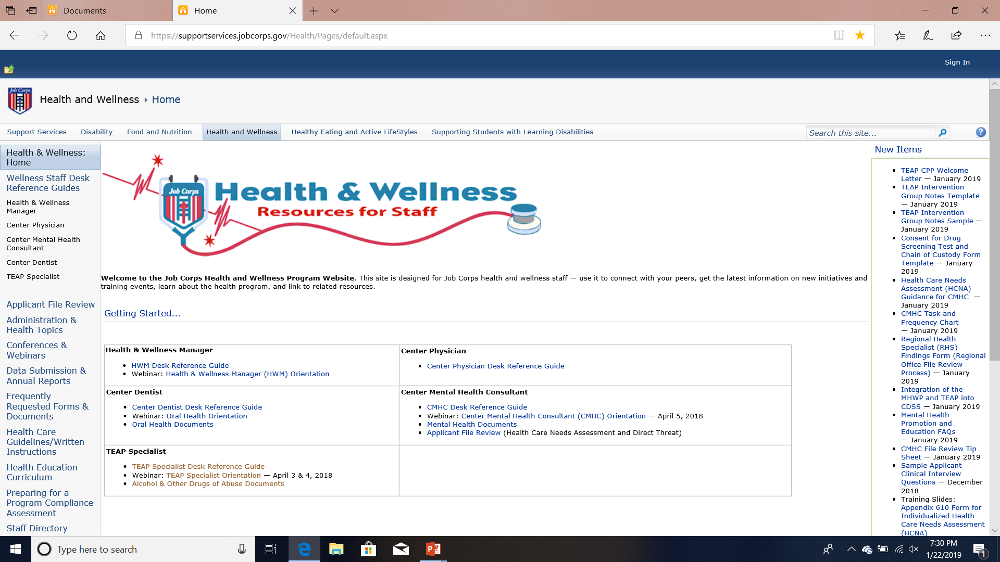 Documents
Home
https://supportservices.jobcorps.gov/Health/Pages/default.aspx
Sign In
Job Corps
Health and Wellness
Home
Support Services
Disability
Food and Nutrition
Health and Wellness
Healthy Eating and Active LifeStyles
Supporting Students with Learning Disabilities
Search this site...
Health & Wellness:
Home
Wellness Staff Desk
Reference Guides
Health & Wellness
Manager
Center Physician
Center Mental Health
Consultant
Center Dentist
TEAP Specialist
Applicant File Review
Administration &
Health Topics
Conferences &
Webinars
Data Submission &
Annual Reports
Frequently
Requested Forms &
Documents
Health Care
Guidelines/Written
Instructions
Health Education
Curriculum
Preparing for a
Program Compliance
Assessment
Staff Directory
Job Corps
Health & Wellness
Resources for Staff
Welcome to the Job Corps Health and Wellness Program Website. This site is designed for Job Corps health and wellness staff — use it to connect with your peers, get the latest information on new initiatives and
training events, learn about the health program, and link to related resources.
Getting Started...
Health & Wellness Manager
• HWM Desk Reference Guide
• Webinar: Health & Wellness Manager (HWM) Orientation
Center Physician
• Center Physician Desk Reference Guide
Center Dentist
• Center Dentist Desk Reference Guide
• Webinar: Oral Health Orientation
• Oral Health Documents
Center Mental Health Consultant
• CMHC Desk Reference Guide
• Webinar: Center Mental Health Consultant (CMHC) Orientation — April 5, 2018
• Mental Health Documents
• Applicant File Review (Health Care Needs Assessment and Direct Threat)
TEAP Specialist
• TEAP Specialist Desk Reference Guide
• Webinar: TEAP Specialist Orientation — April 3 & 4, 2018
• Alcohol & Other Drugs of Abuse Documents
New Items
• TEAP CPP Welcome
Letter — January 2019
• TEAP Intervention
Group Notes Template
— January 2019
• TEAP Intervention
Group Notes Sample —
January 2019
• Consent for Drug
Screening Test and
Chain of Custody Form
Template — January
2019
• Health Care Needs
Assessment (HCNA)
Guidance for CMHC —
January 2019
• CMHC Task and
Frequency Chart
— January 2019
• Regional Health
Specialist (RHS)
Findings Form (Regional
Office File Review
Process) — January
2019
• Integration of the
MHWP and TEAP into
CDSS — January 2019
• Mental Health
Promotion and
Education FAQs
— January 2019
• CMHC File Review Tip
Sheet — January 2019
• Sample Applicant
Clinical Interview
Questions — December
2018
• Training Slides:
Appendix 610 Form for
Individualized Health
Care Needs Assessment
(HCNA)
Type here to search
7:30 PM
1/22/2019
1